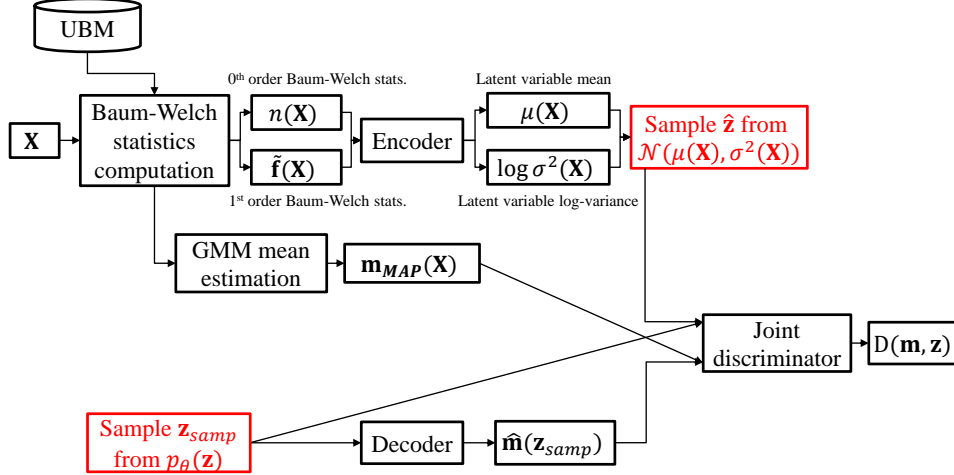 UBM
0th order Baum-Welch stats.
Latent variable mean
X
Baum-Welch
statistics
computation
n(X)
f̃(X)
Encoder
μ(X)
log σ²(X)
Sample ẑ from
𝒩(μ(X), σ²(X))
1st order Baum-Welch stats.
Latent variable log-variance
GMM mean
estimation
m_MAP(X)
Joint
discriminator
D(m, z)
Sample z_samp
from p_θ(z)
Decoder
m̂(z_samp)